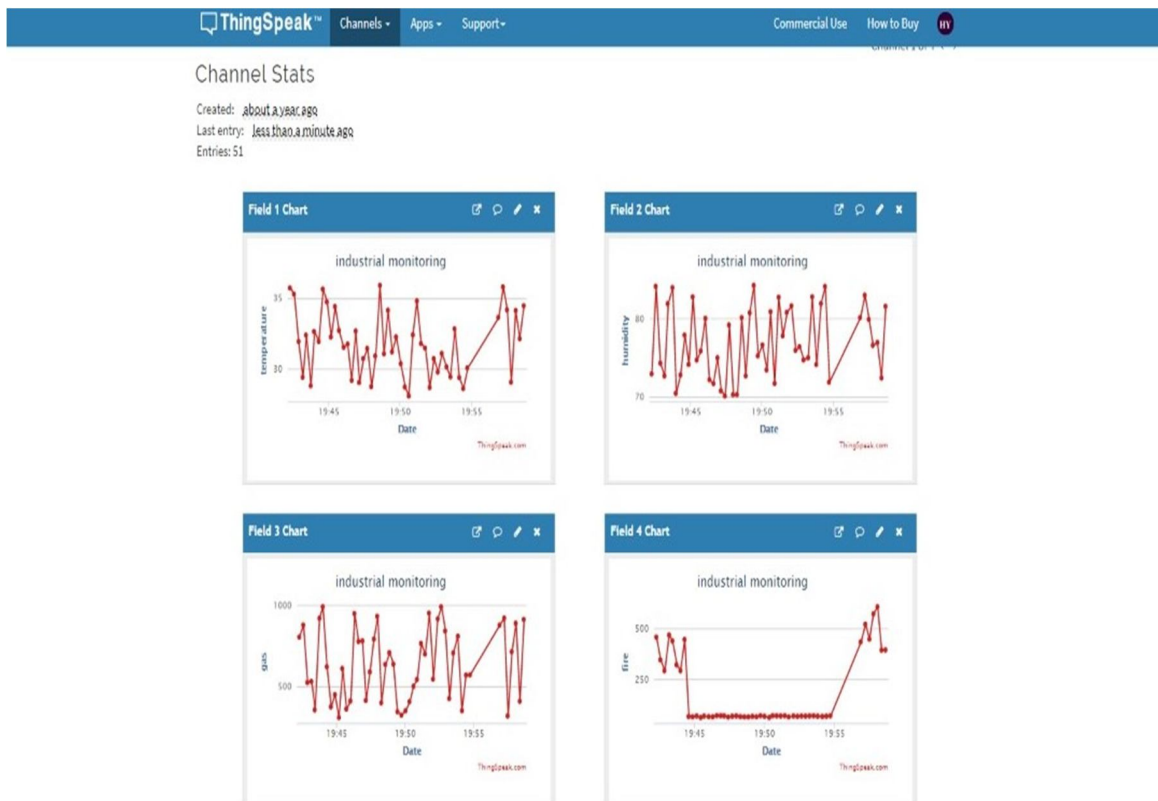 ThingSpeak™ Channels Apps Support Commercial Use How to Buy HY
Channel Stats
Created: about a year ago
Last entry: less than a minute ago
Entries: 51
Field 1 Chart
industrial monitoring
temperature
35
30
19:45 19:50 19:55
Date
ThingSpeak.com
Field 2 Chart
industrial monitoring
humidity
80
70
19:45 19:50 19:55
Date
ThingSpeak.com
Field 3 Chart
industrial monitoring
gas
1000
500
19:45 19:50 19:55
Date
ThingSpeak.com
Field 4 Chart
industrial monitoring
fire
500
250
19:45 19:50 19:55
Date
ThingSpeak.com